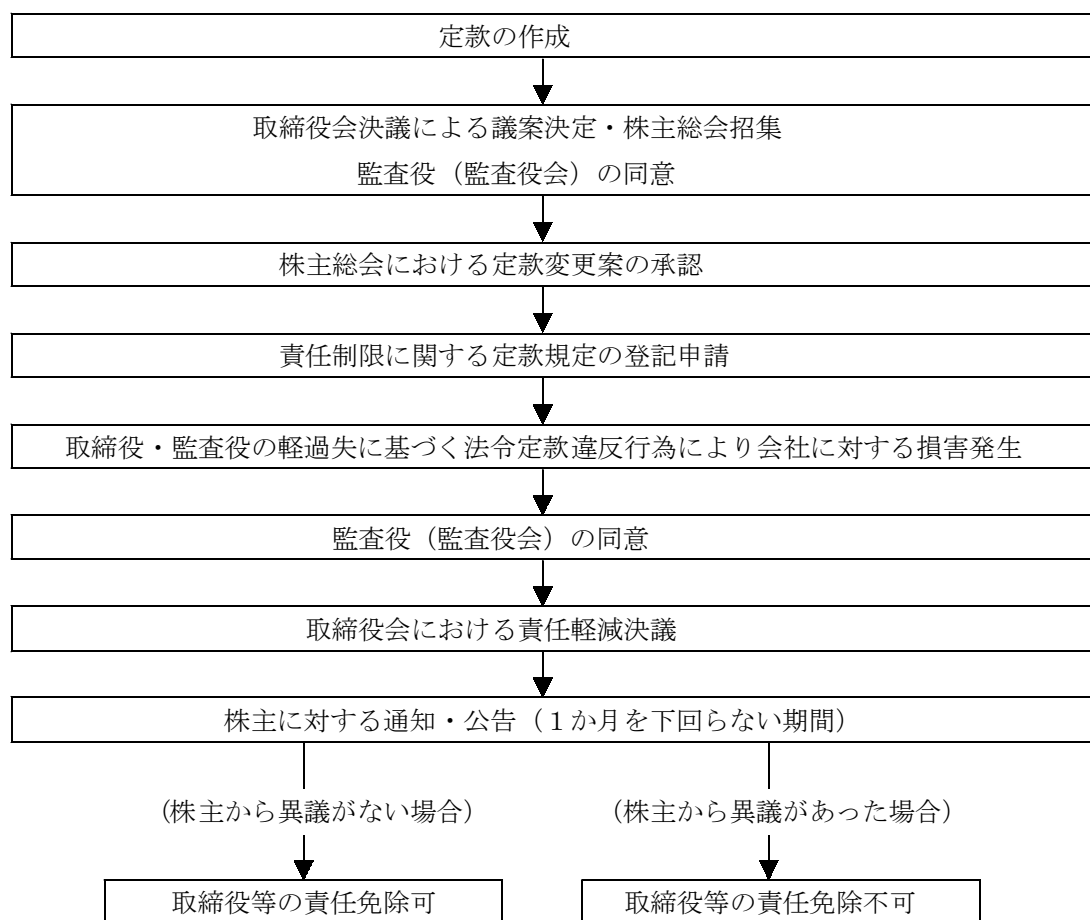 定款の作成
取締役会決議による議案決定・株主総会招集
監査役（監査役会）の同意
株主総会における定款変更案の承認
責任制限に関する定款規定の登記申請
取締役・監査役の軽過失に基づく法令定款違反行為により会社に対する損害発生
監査役（監査役会）の同意
取締役会における責任軽減決議
株主に対する通知・公告（１か月を下回らない期間）
（株主から異議がない場合）
（株主から異議があった場合）
取締役等の責任免除可
取締役等の責任免除不可